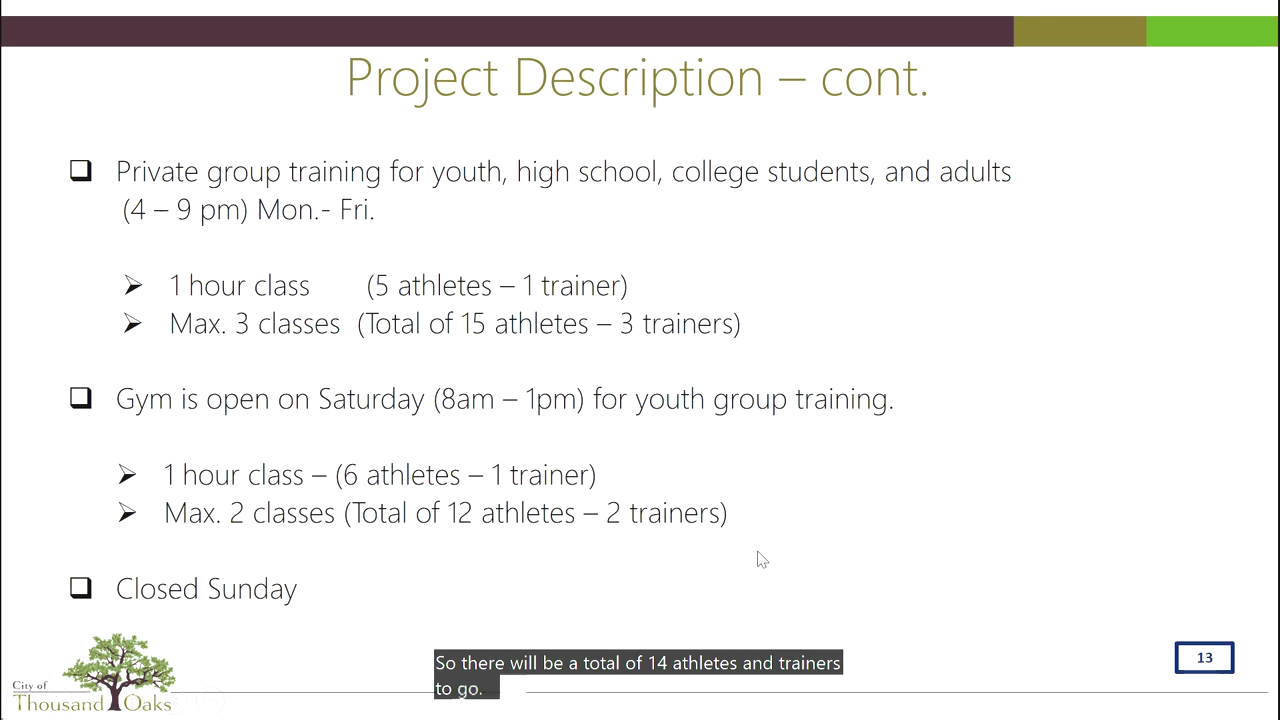 Project Description – cont.
Private group training for youth, high school, college students, and adults
(4 – 9 pm) Mon.- Fri.
1 hour class (5 athletes – 1 trainer)
Max. 3 classes (Total of 15 athletes – 3 trainers)
Gym is open on Saturday (8am – 1pm) for youth group training.
1 hour class – (6 athletes – 1 trainer)
Max. 2 classes (Total of 12 athletes – 2 trainers)
Closed Sunday
So there will be a total of 14 athletes and trainers
to go.
13
City of
Thousand Oaks